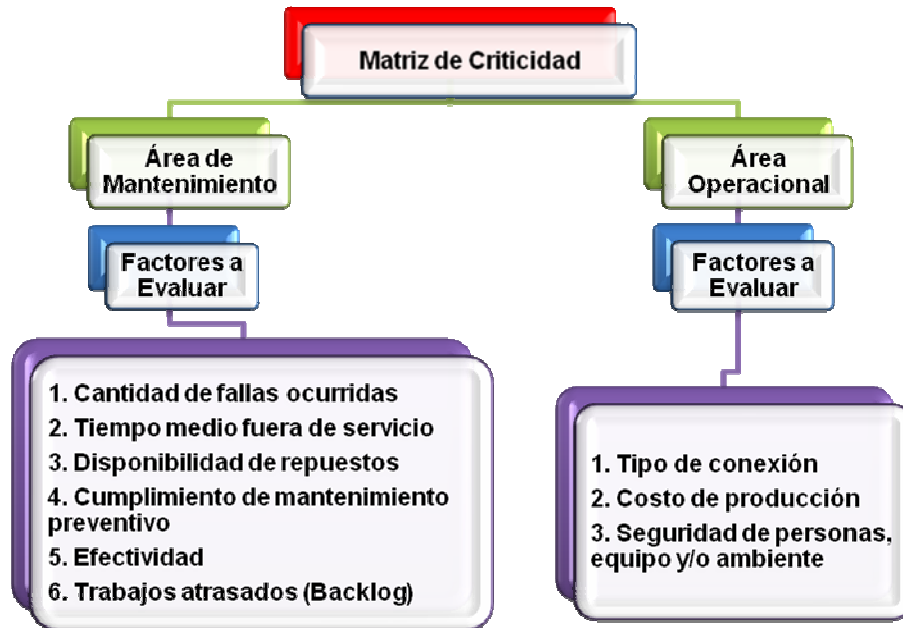 Matriz de Criticidad
Área de
Mantenimiento
Área
Operacional
Factores a
Evaluar
Factores a
Evaluar
1. Cantidad de fallas ocurridas
2. Tiempo medio fuera de servicio
3. Disponibilidad de repuestos
4. Cumplimiento de mantenimiento
preventivo
5. Efectividad
6. Trabajos atrasados (Backlog)
1. Tipo de conexión
2. Costo de producción
3. Seguridad de personas,
equipo y/o ambiente